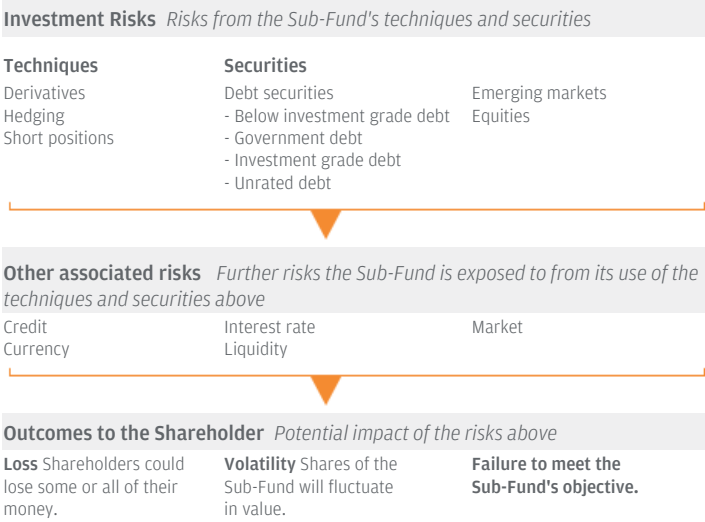 Investment Risks Risks from the Sub-Fund's techniques and securities
Techniques
Derivatives
Hedging
Short positions
Securities
Debt securities
- Below investment grade debt
- Government debt
- Investment grade debt
- Unrated debt
Emerging markets
Equities
Other associated risks Further risks the Sub-Fund is exposed to from its use of the
techniques and securities above
Credit
Currency
Interest rate
Liquidity
Market
Outcomes to the Shareholder Potential impact of the risks above
Loss Shareholders could
lose some or all of their
money.
Volatility Shares of the
Sub-Fund will fluctuate
in value.
Failure to meet the
Sub-Fund's objective.